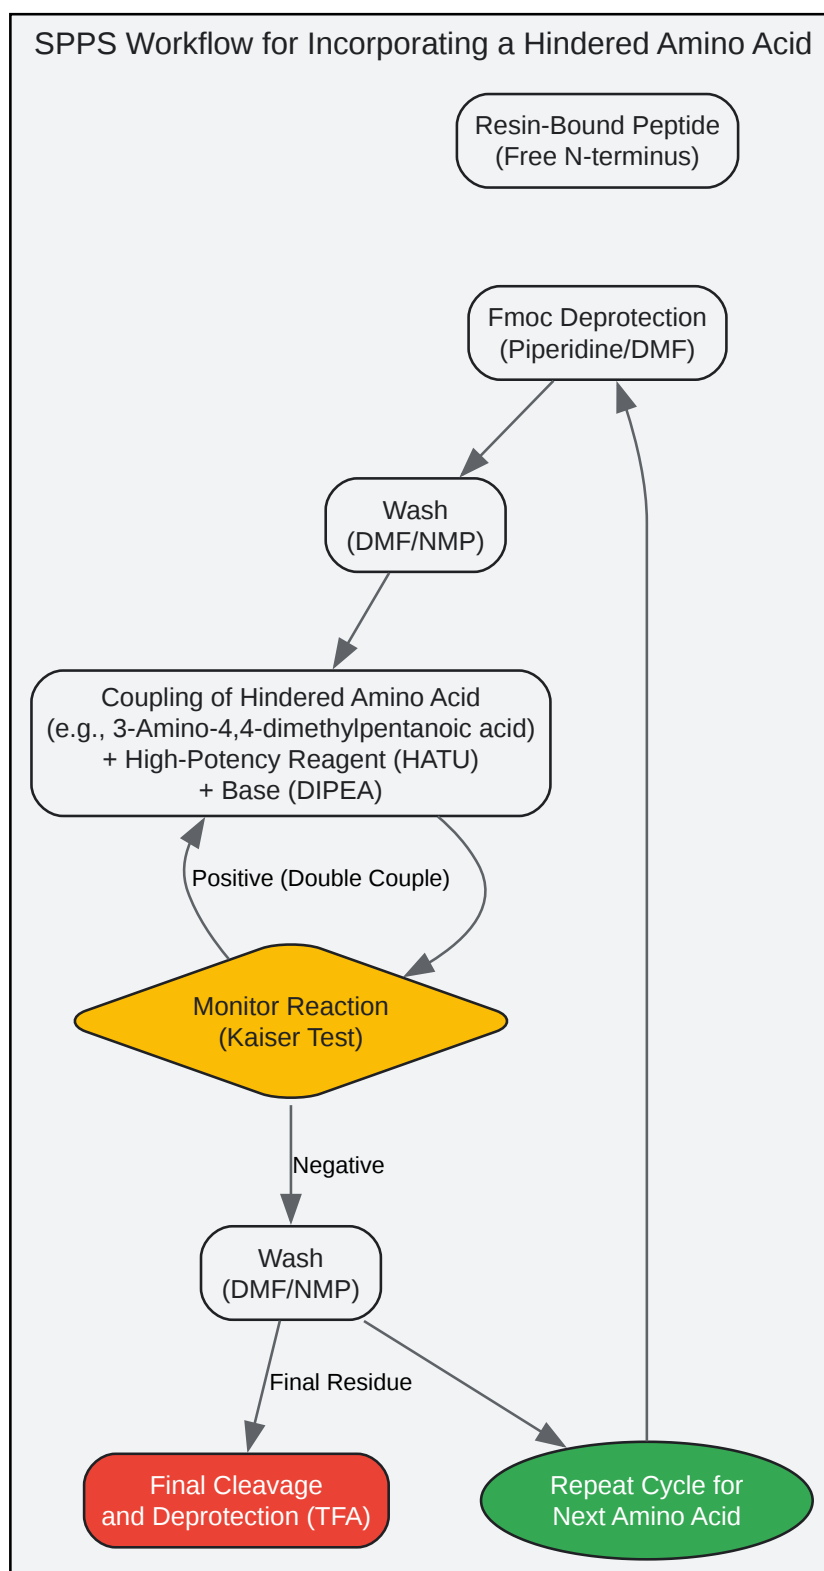 SPPS Workflow for Incorporating a Hindered Amino Acid
Resin-Bound Peptide
(Free N-terminus)
Fmoc Deprotection
(Piperidine/DMF)
Wash
(DMF/NMP)
Coupling of Hindered Amino Acid
(e.g., 3-Amino-4,4-dimethylpentanoic acid)
+ High-Potency Reagent (HATU)
+ Base (DIPEA)
Positive (Double Couple)
Monitor Reaction
(Kaiser Test)
Negative
Wash
(DMF/NMP)
Final Residue
Final Cleavage
and Deprotection (TFA)
Repeat Cycle for
Next Amino Acid